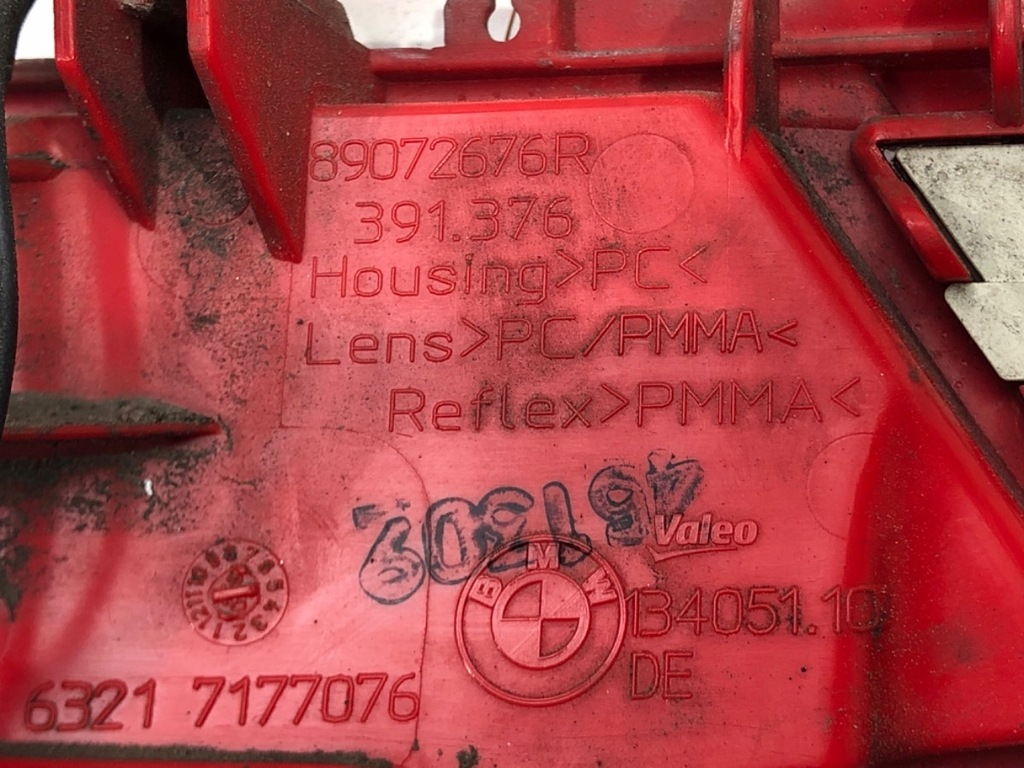 89072676R
391.376
Housing>PC<
Lens>PC/PMMA<
Reflex>PMMA<
Valeo
BMW
134051.10
DE
6321 7177076